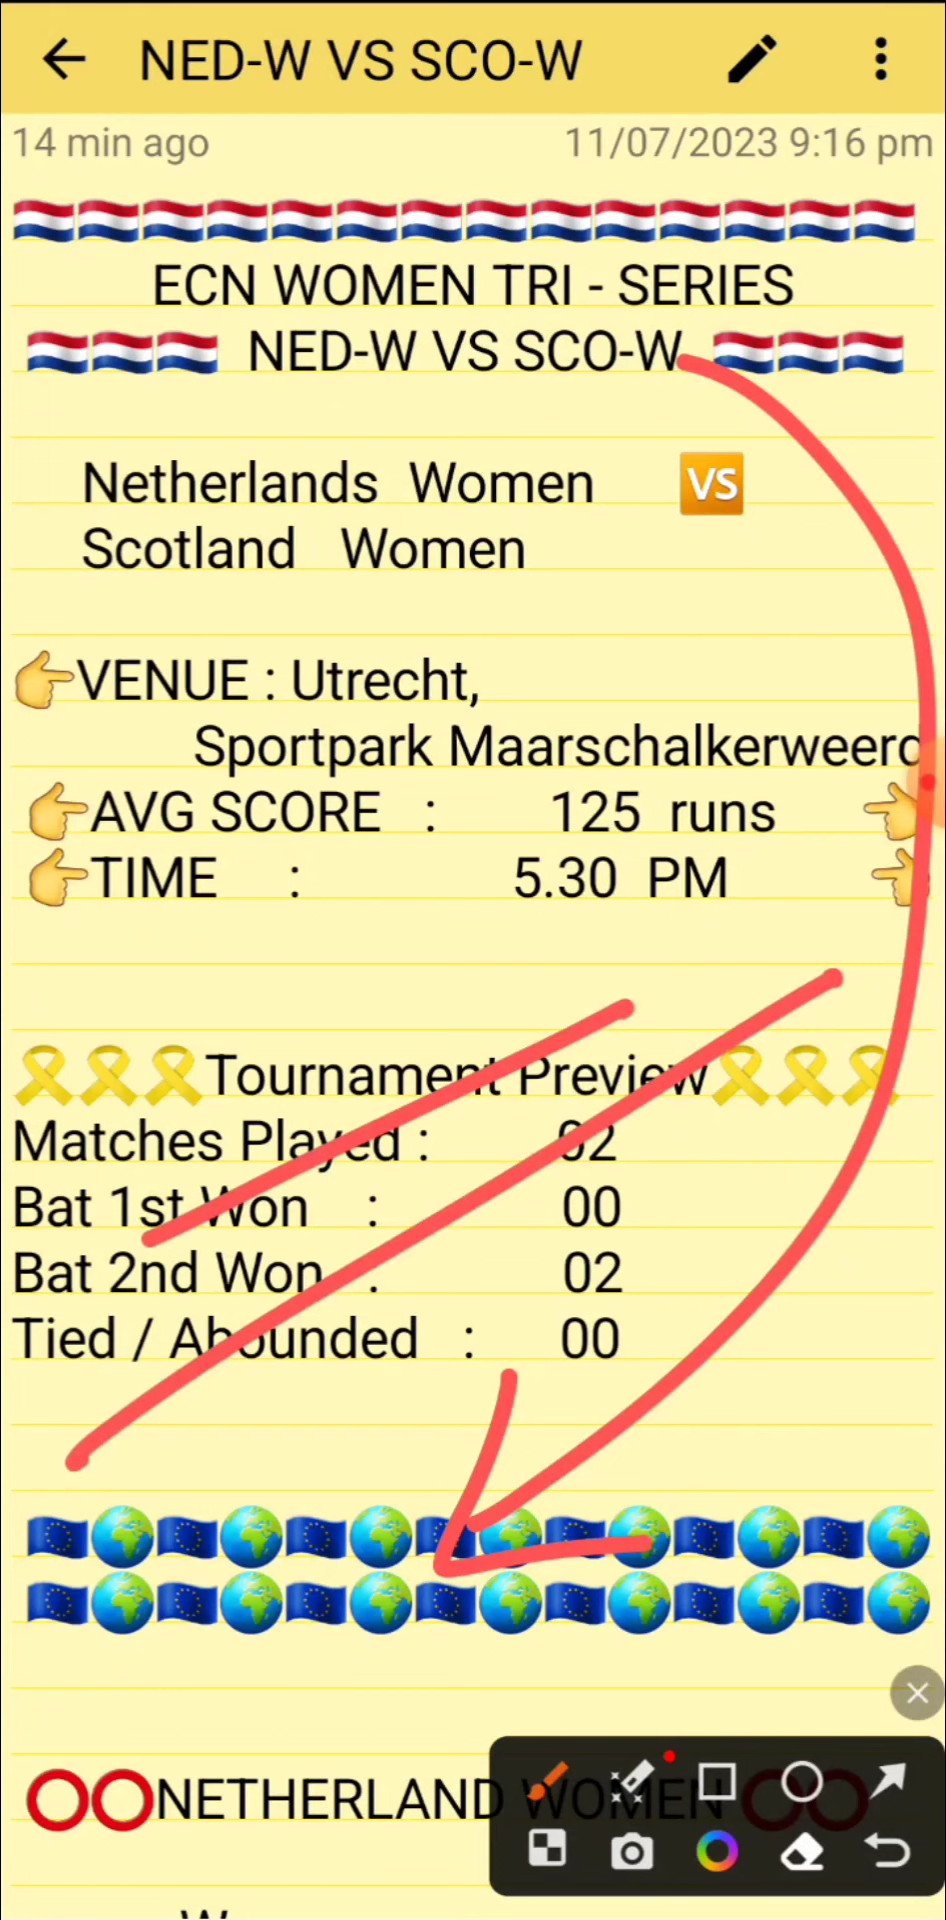 NED-W VS SCO-W
14 min ago 11/07/2023 9:16 pm
ECN WOMEN TRI - SERIES
NED-W VS SCO-W
Netherlands Women VS
Scotland Women
VENUE : Utrecht,
Sportpark Maarschalkerweerd
AVG SCORE : 125 runs
TIME : 5.30 PM
Tournament Preview
Matches Played : 02
Bat 1st Won : 00
Bat 2nd Won : 02
Tied / Abounded : 00
NETHERLAND WOMEN